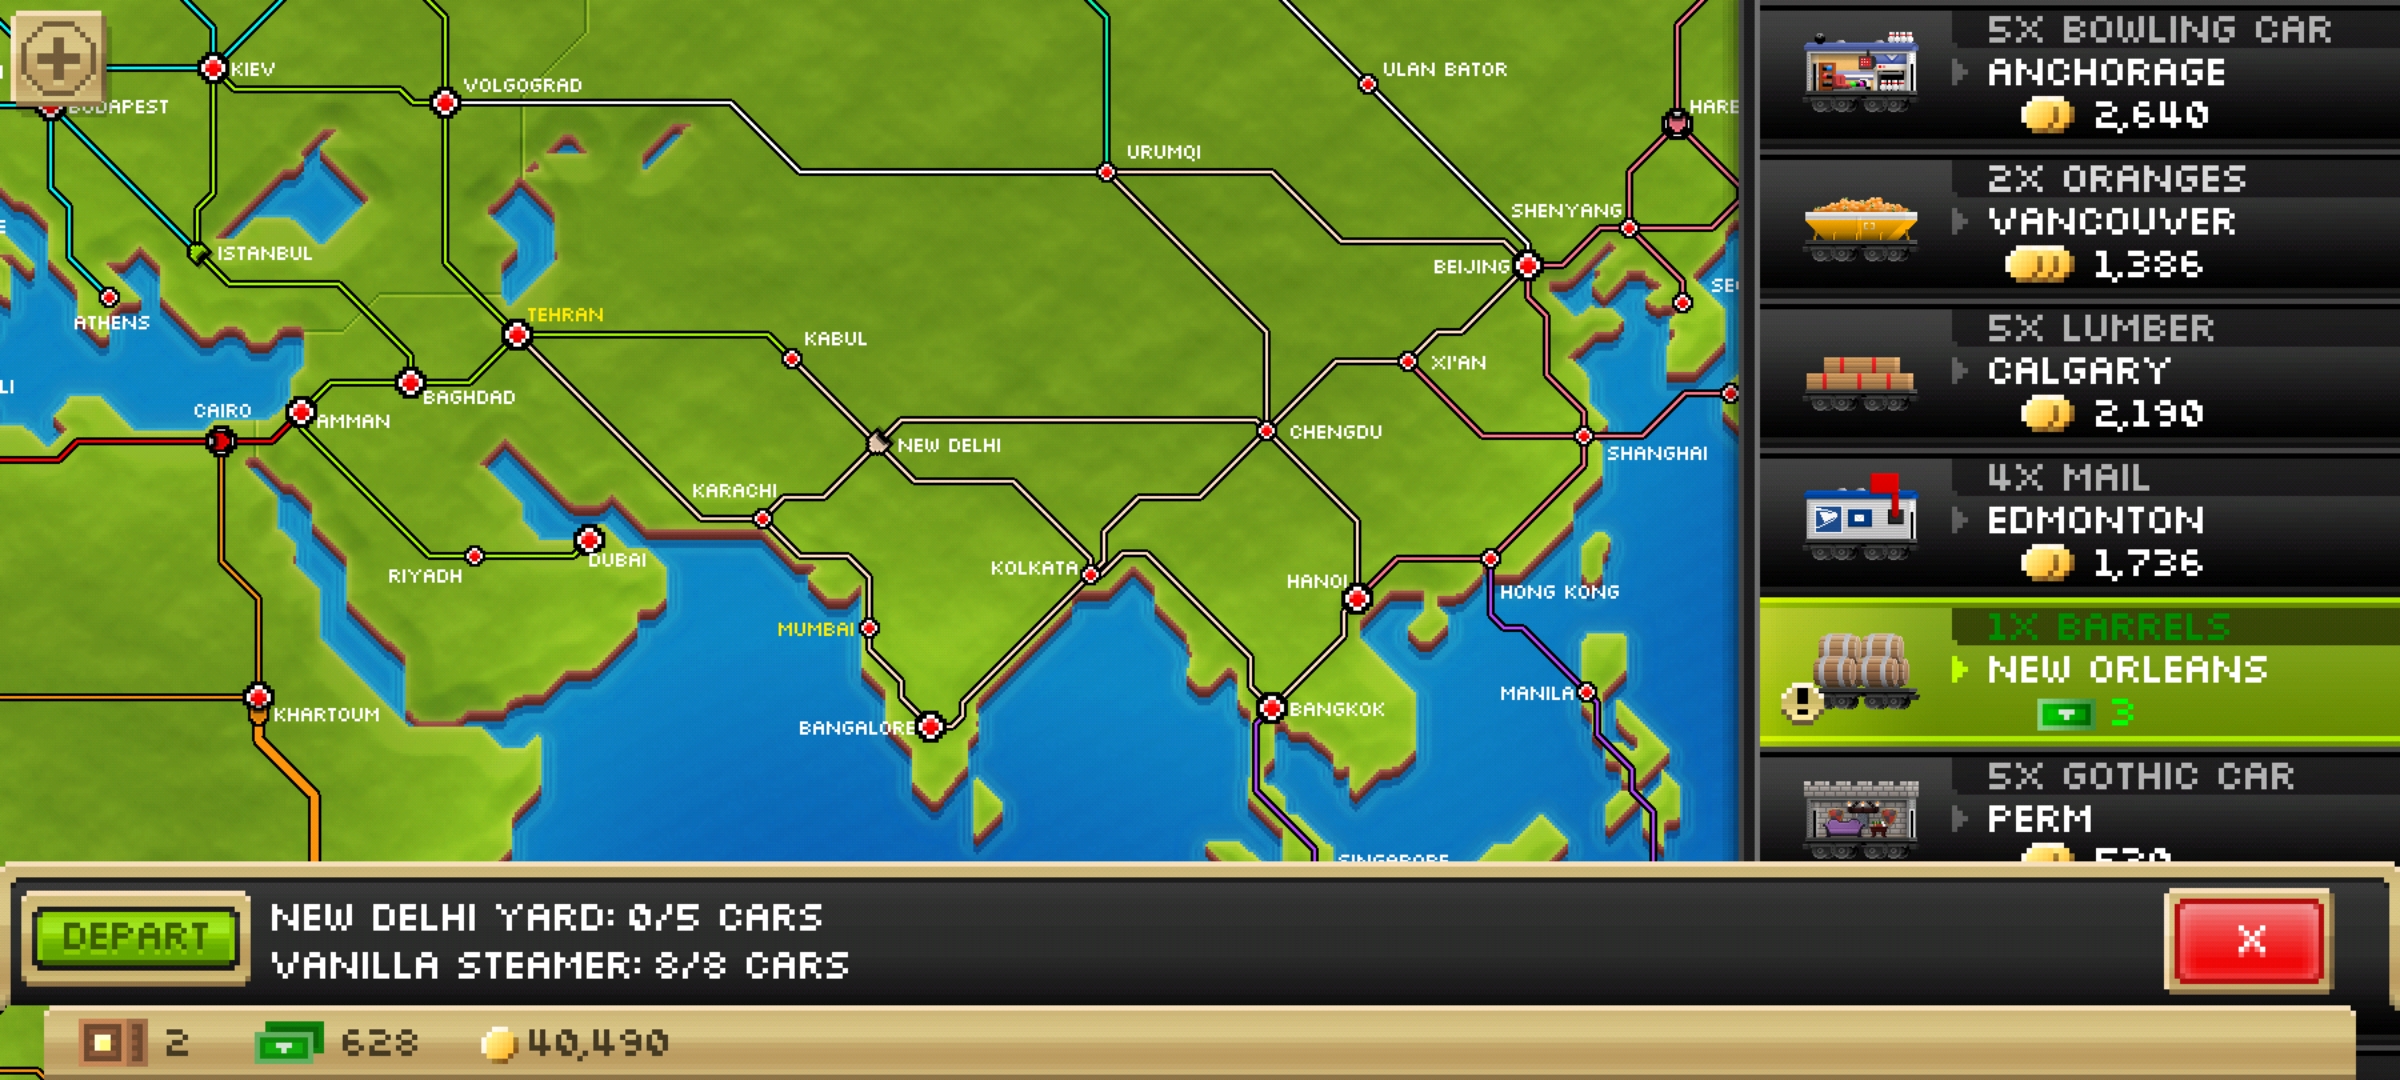 KIEV
VOLGOGRAD
BUDAPEST
ULAN BATOR
URUMQI
SHENYANG
ISTANBUL
BEIJING
ATHENS
TEHRAN
KABUL
XI'AN
BAGHDAD
CAIRO
AMMAN
NEW DELHI
CHENGDU
SHANGHAI
KARACHI
RIYADH
DUBAI
KOLKATA
HANOI
HONG KONG
MUMBAI
MANILA
KHARTOUM
BANGALORE
BANGKOK
SINGAPORE
5X BOWLING CAR
ANCHORAGE
2,640
2X ORANGES
VANCOUVER
1,386
5X LUMBER
CALGARY
2,190
4X MAIL
EDMONTON
1,736
1X BARRELS
NEW ORLEANS
3
5X GOTHIC CAR
PERM
DEPART
NEW DELHI YARD: 0/5 CARS
VANILLA STEAMER: 8/8 CARS
X
2
628
40,490